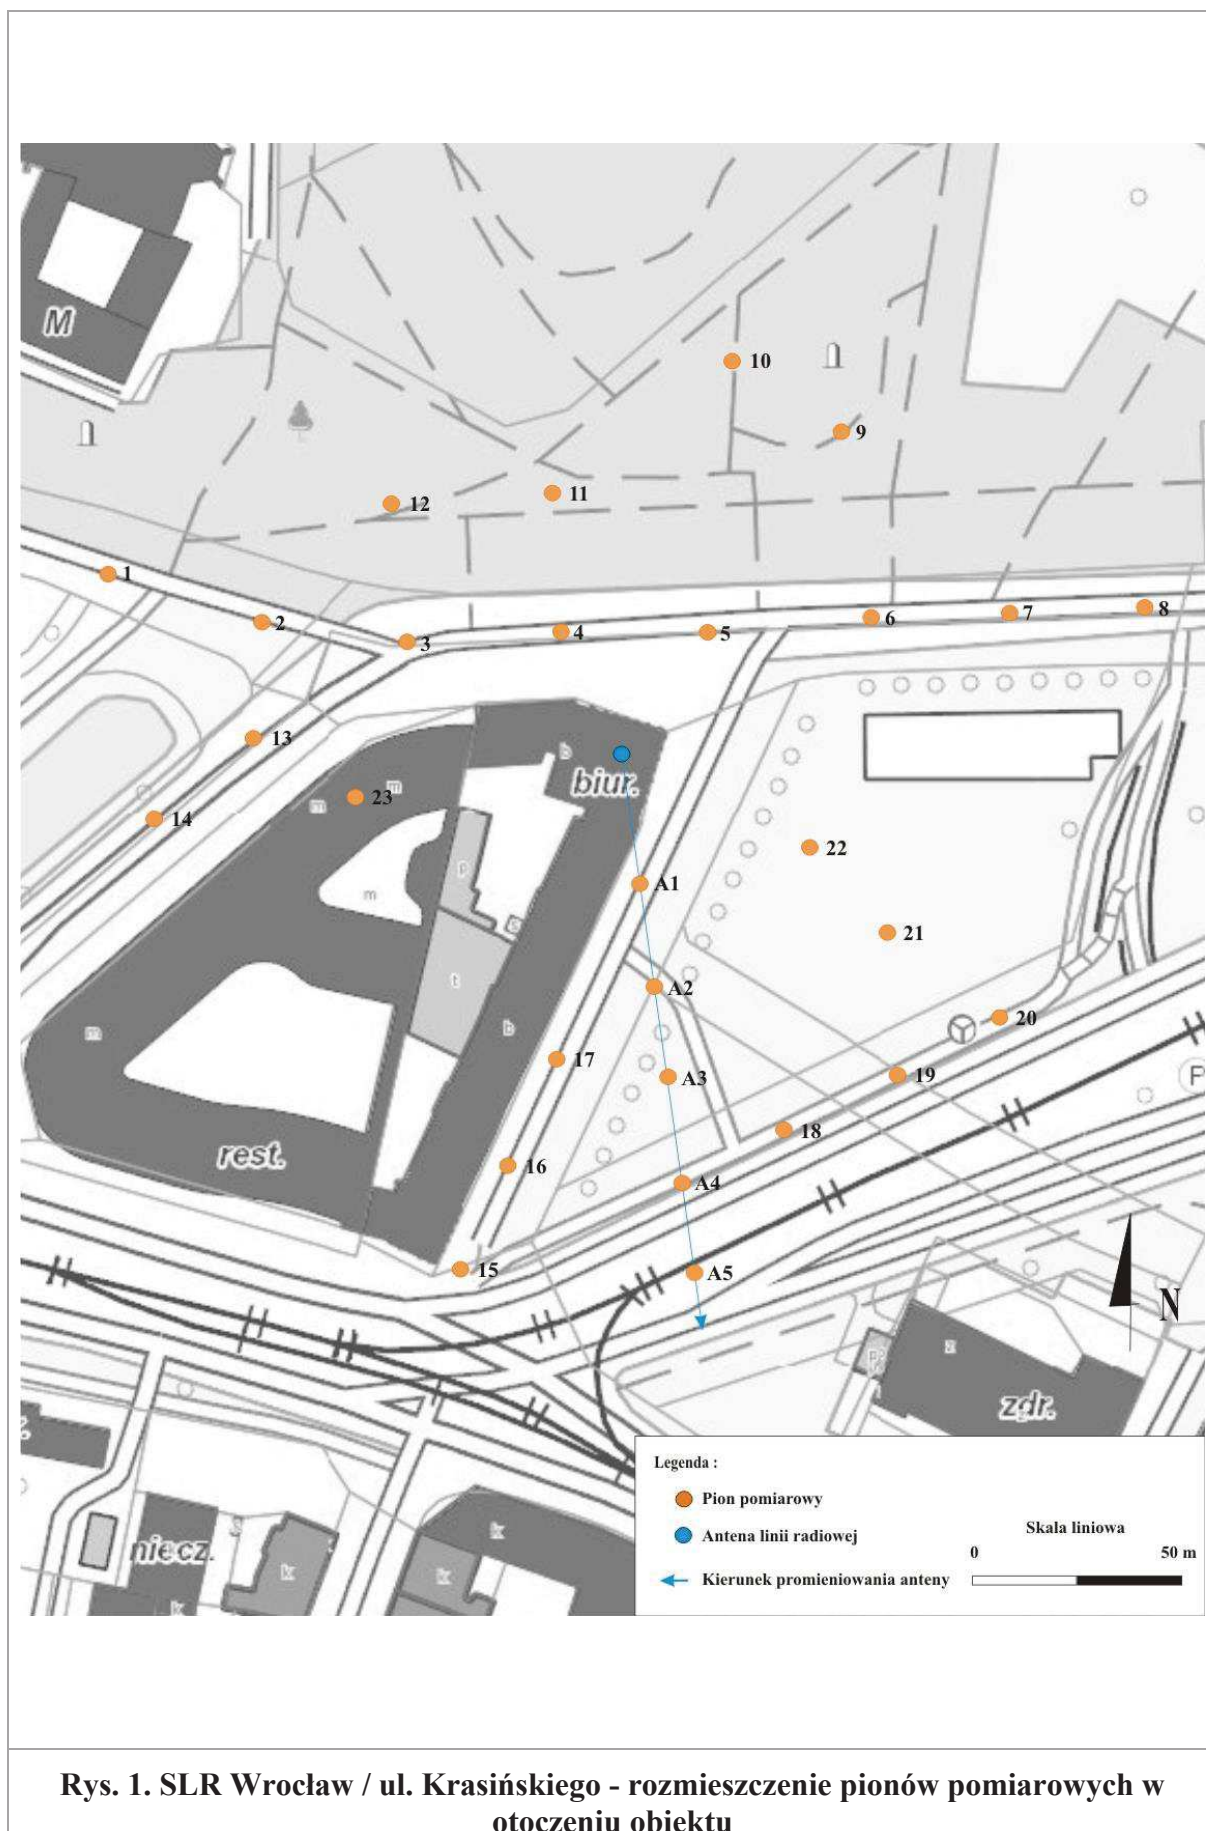 M
10
9
12
11
1
2
3
4
5
6
7
8
13
14
23
m
m
b
biur.
m
p
s
22
A1
21
A2
t
m
b
20
17
A3
19
P
18
rest.
16
A4
15
A5
N
z
zdr.
niecz.
k
k
k
k
Legenda :
Pion pomiarowy
Antena linii radiowej
Kierunek promieniowania anteny
Skala liniowa
0 50 m
Rys. 1. SLR Wrocław / ul. Krasińskiego - rozmieszczenie pionów pomiarowych w
otoczeniu obiektu